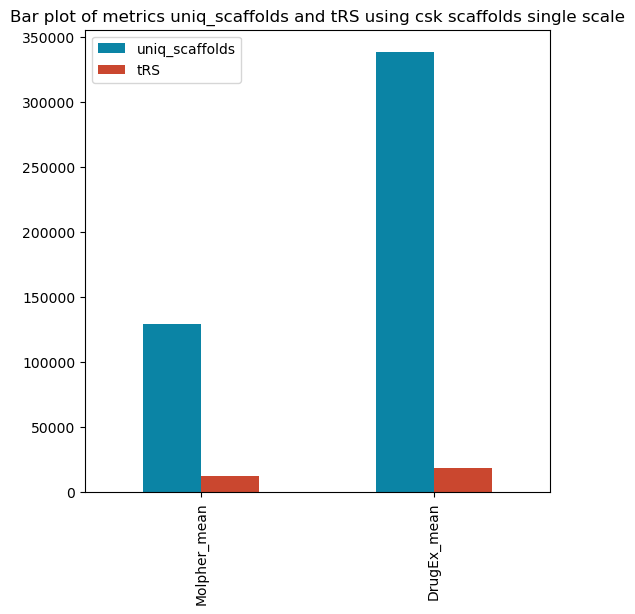 Bar plot of metrics uniq_scaffolds and tRS using csk scaffolds single scale
uniq_scaffolds
tRS
350000
300000
250000
200000
150000
100000
50000
0
Molpher_mean
DrugEx_mean